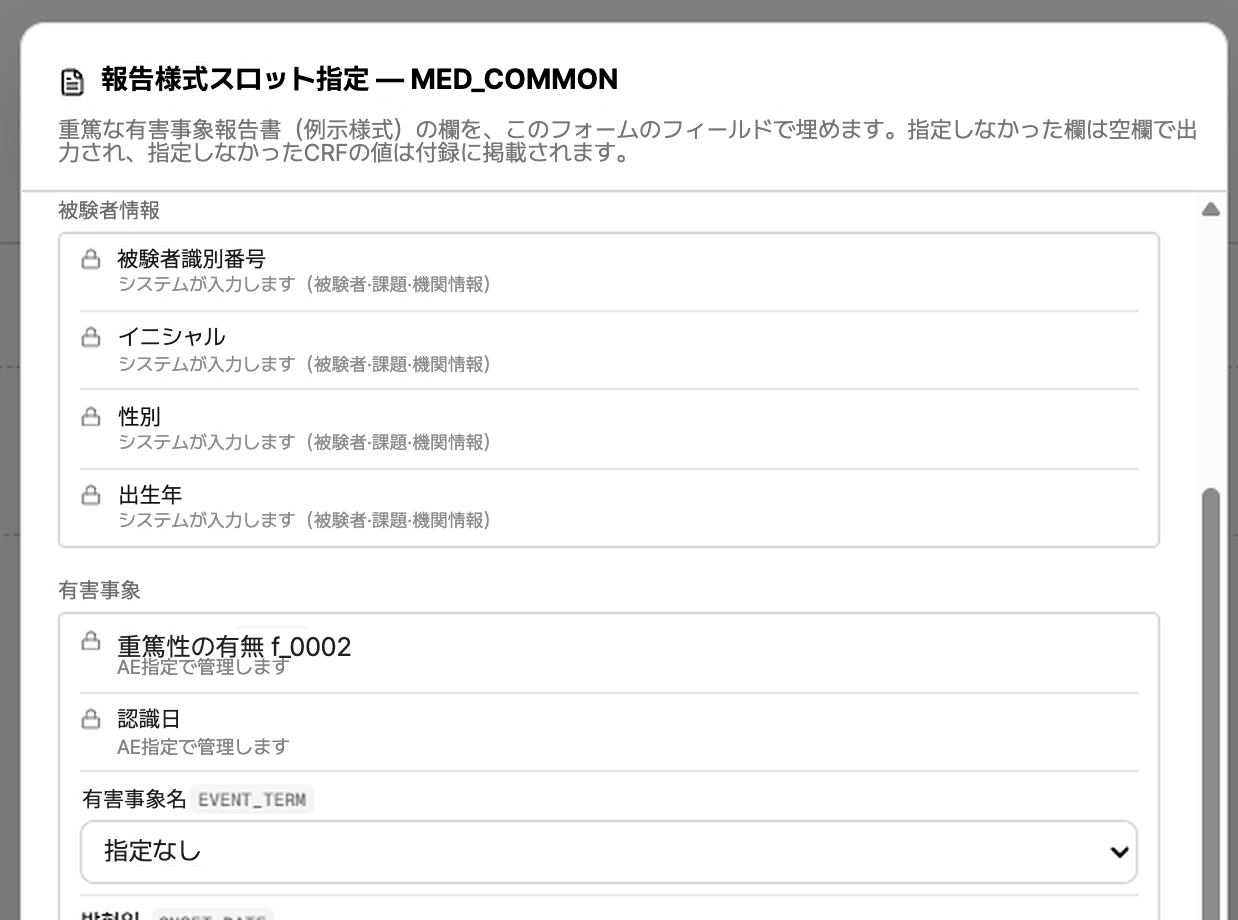 報告様式スロット指定 — MED_COMMON
重篤な有害事象報告書（例示様式）の欄を、このフォームのフィールドで埋めます。指定しなかった欄は空欄で出
力され、指定しなかったCRFの値は付録に掲載されます。
被験者情報
被験者識別番号
システムが入力します（被験者·課題·機関情報）
イニシャル
システムが入力します（被験者·課題·機関情報）
性別
システムが入力します（被験者·課題·機関情報）
出生年
システムが入力します（被験者·課題·機関情報）
有害事象
重篤性の有無 f_0002
AE指定で管理します
認識日
AE指定で管理します
有害事象名 EVENT_TERM
指定なし